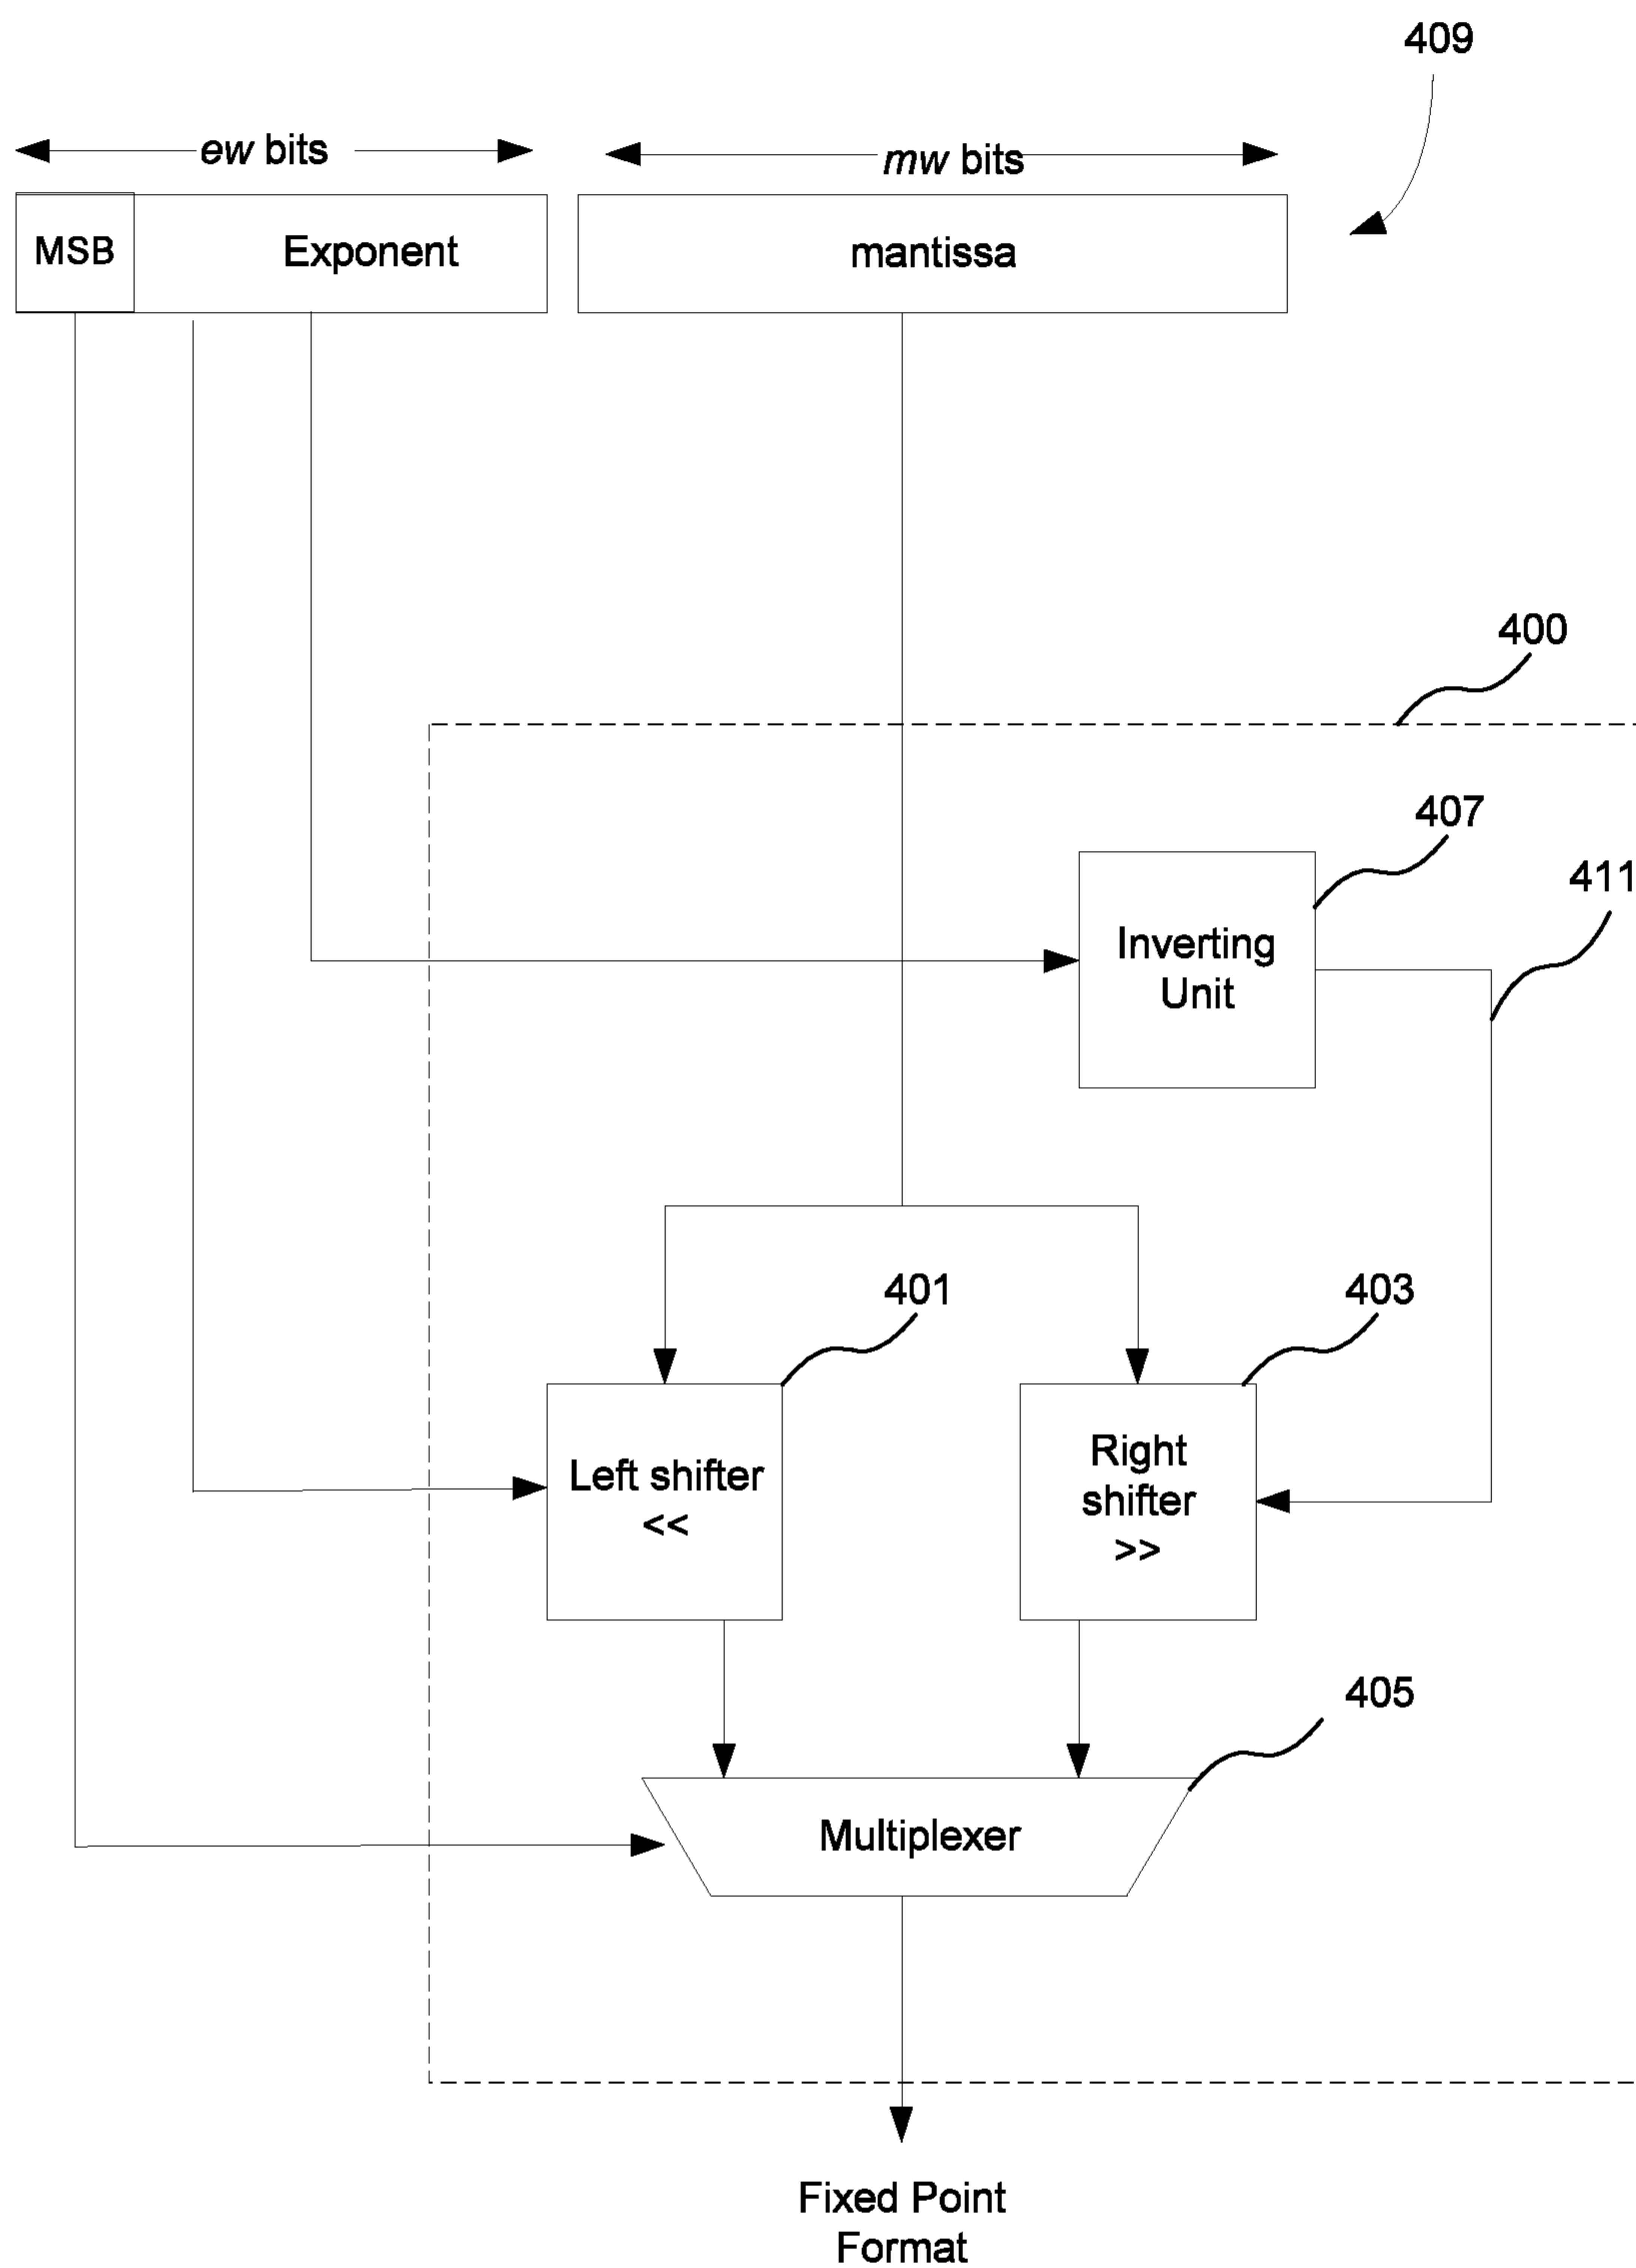 409
ew bits
mw bits
MSB
Exponent
mantissa
400
407
411
Inverting
Unit
401
403
Left shifter
<<
Right
shifter
>>
405
Multiplexer
Fixed Point
Format